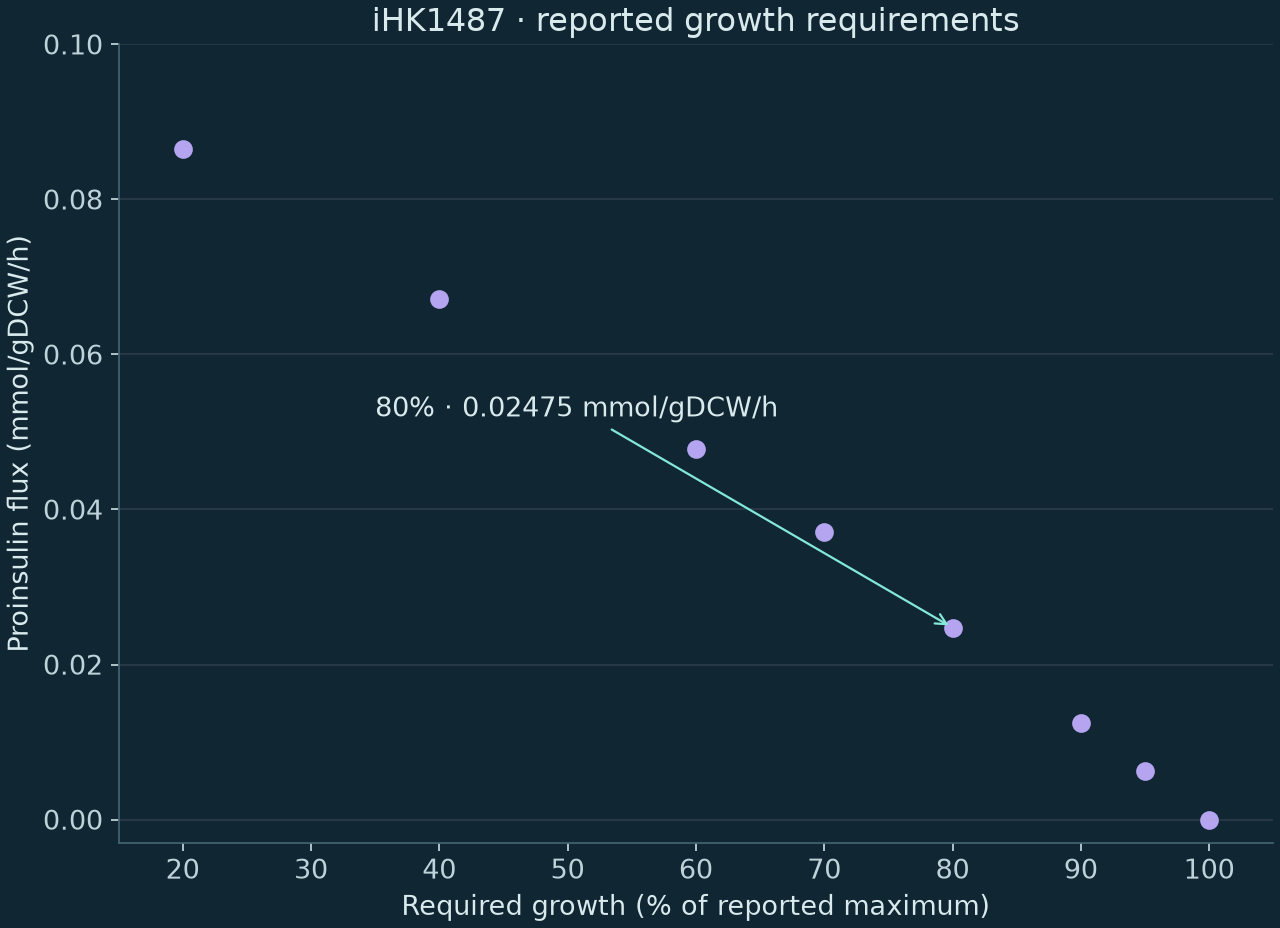 iHK1487 · reported growth requirements
0.10
0.08
0.06
0.04
0.02
0.00
Proinsulin flux (mmol/gDCW/h)
80% · 0.02475 mmol/gDCW/h
20 30 40 50 60 70 80 90 100
Required growth (% of reported maximum)